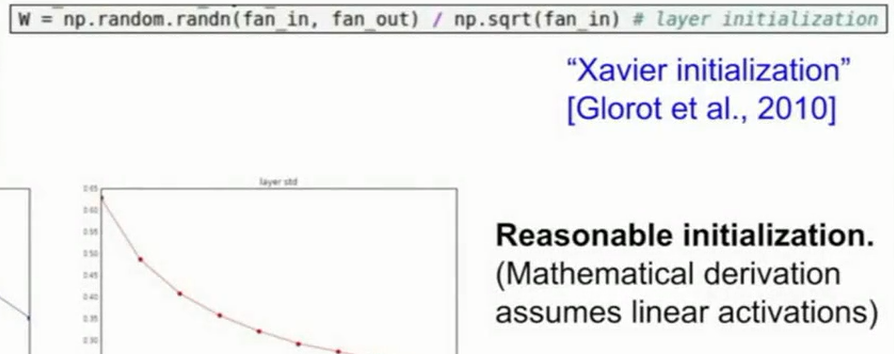 W = np.random.randn(fan_in, fan_out) / np.sqrt(fan_in) # layer initialization
“Xavier initialization”
[Glorot et al., 2010]
layer std
0.65
0.60
0.55
0.50
0.45
0.40
0.35
0.30
Reasonable initialization.
(Mathematical derivation
assumes linear activations)